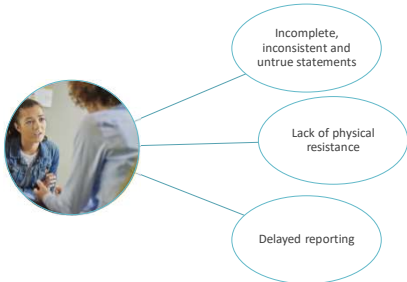 Incomplete,
inconsistent and
untrue statements
Lack of physical
resistance
Delayed reporting